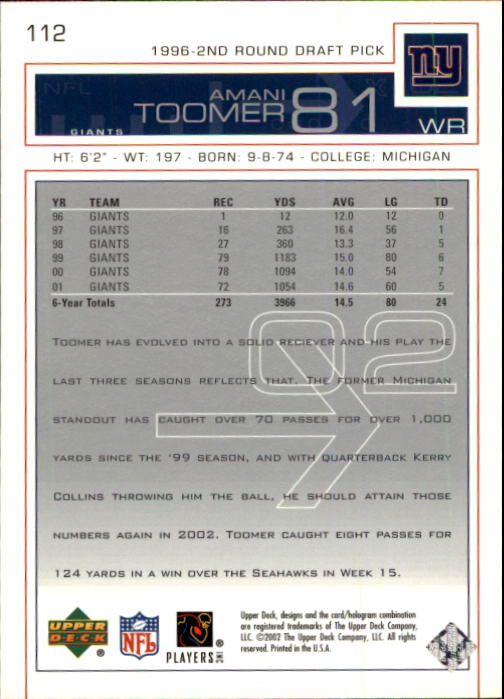 112
1996-2ND ROUND DRAFT PICK
ny
NFL
AMANI
TOOMER 81
GIANTS
WR
HT: 6'2" - WT: 197 - BORN: 9-8-74 - COLLEGE: MICHIGAN
YR TEAM REC YDS AVG LG TD
96 GIANTS 1 12 12.0 12 0
97 GIANTS 16 263 16.4 56 1
98 GIANTS 27 360 13.3 37 5
99 GIANTS 79 1183 15.0 80 6
00 GIANTS 78 1094 14.0 54 7
01 GIANTS 72 1054 14.6 60 5
6-Year Totals 273 3966 14.5 80 24
02
TOOMER HAS EVOLVED INTO A SOLID RECIEVER AND HIS PLAY THE
LAST THREE SEASONS REFLECTS THAT. THE FORMER MICHIGAN
STANDOUT HAS CAUGHT OVER 70 PASSES FOR OVER 1,000
YARDS SINCE THE '99 SEASON, AND WITH QUARTERBACK KERRY
COLLINS THROWING HIM THE BALL, HE SHOULD ATTAIN THOSE
NUMBERS AGAIN IN 2002. TOOMER CAUGHT EIGHT PASSES FOR
124 YARDS IN A WIN OVER THE SEAHAWKS IN WEEK 15.
UPPER DECK ®
NFL ®
PLAYERS INC ®
Upper Deck, designs and the card/hologram combination
are registered trademarks of The Upper Deck Company,
LLC. ©2002 The Upper Deck Company, LLC. All rights
reserved. Printed in the U.S.A.